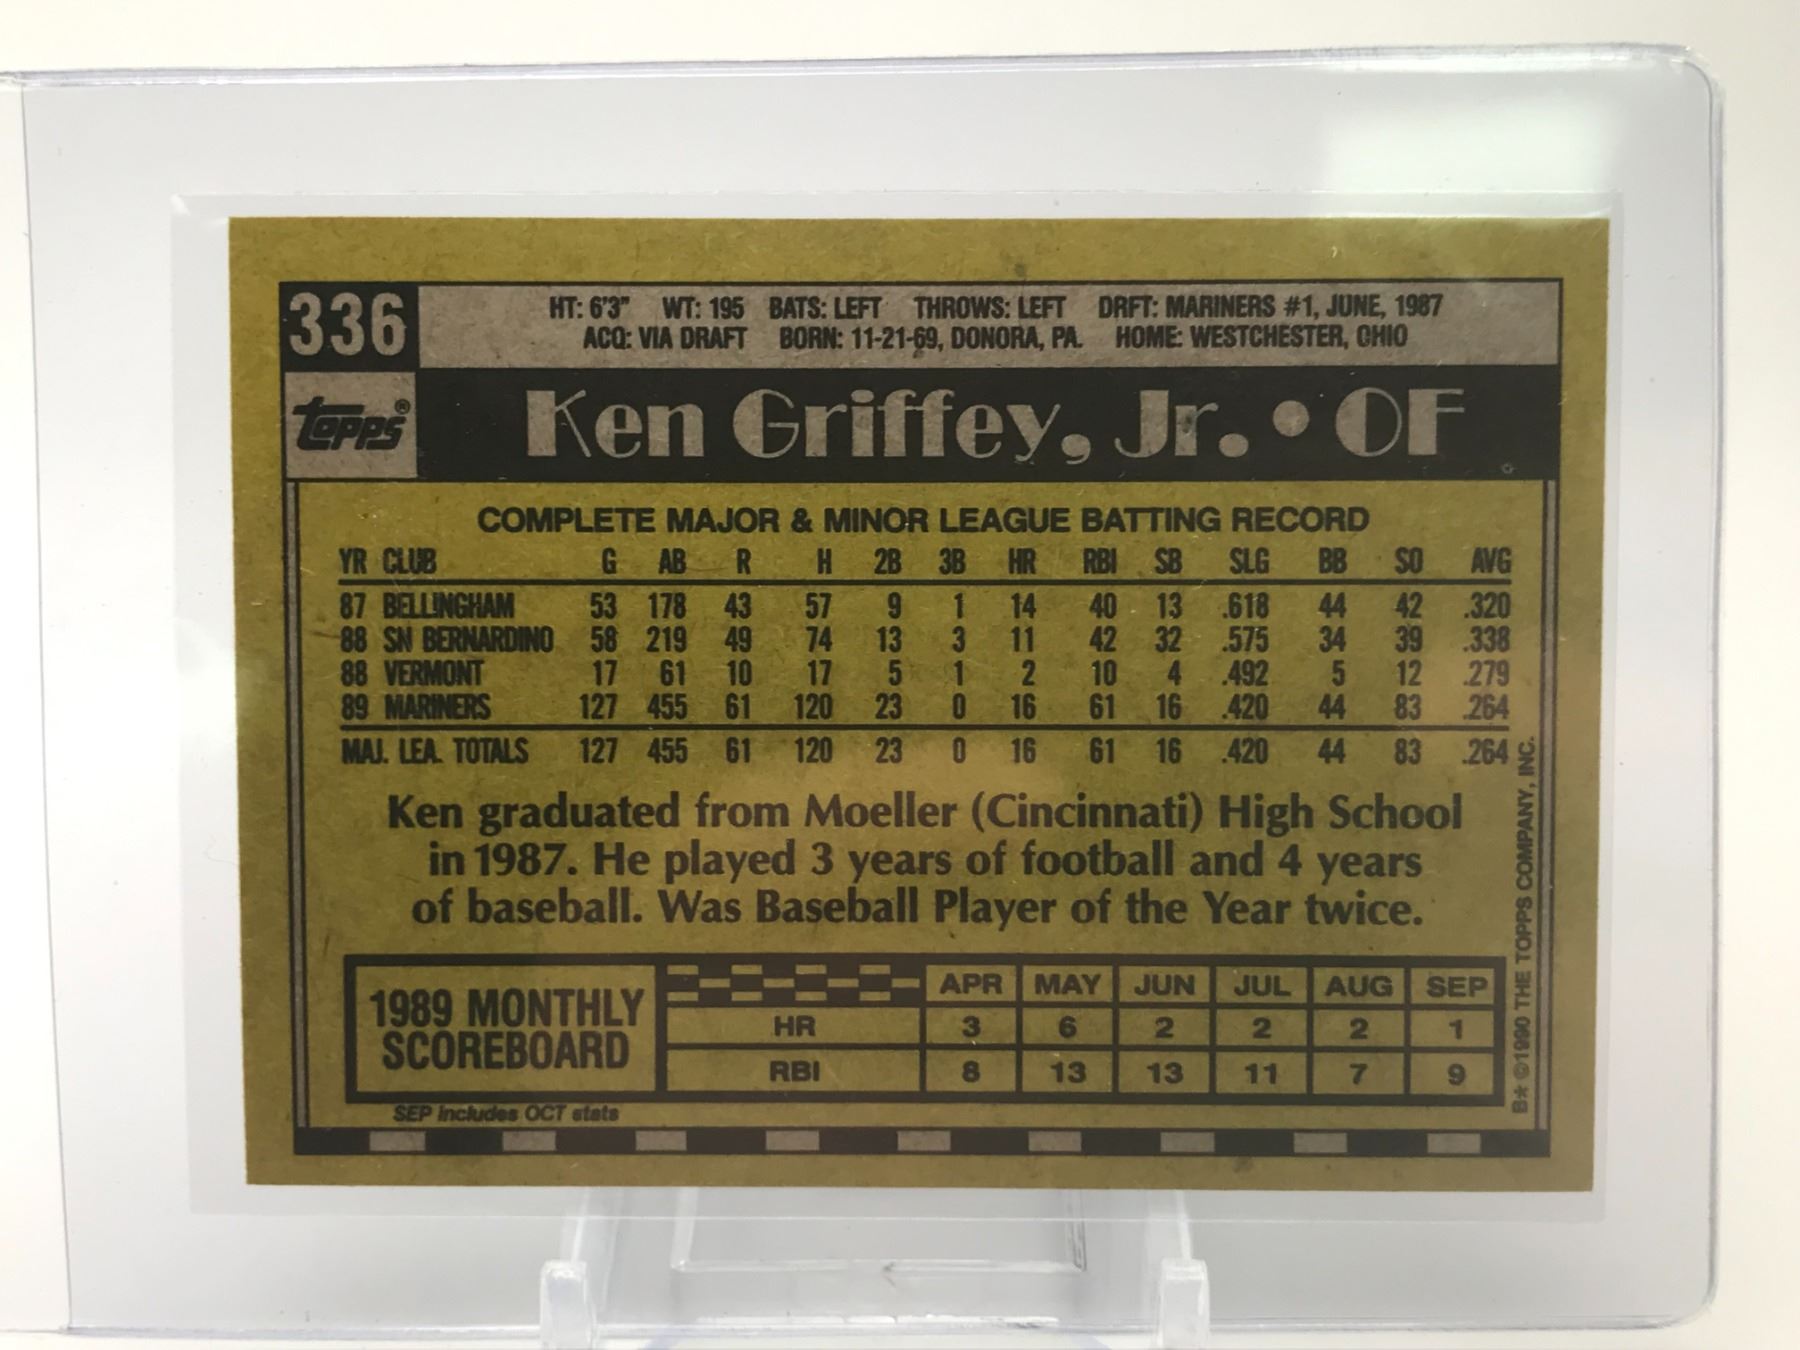 336
HT: 6'3" WT: 195 BATS: LEFT THROWS: LEFT DRFT: MARINERS #1, JUNE, 1987
ACQ: VIA DRAFT BORN: 11-21-69, DONORA, PA. HOME: WESTCHESTER, OHIO
topps®
Ken Griffey, Jr. • OF
COMPLETE MAJOR & MINOR LEAGUE BATTING RECORD
YR CLUB G AB R H 2B 3B HR RBI SB SLG BB SO AVG
87 BELLINGHAM 53 178 43 57 9 1 14 40 13 .618 44 42 .320
88 SN BERNARDINO 58 219 49 74 13 3 11 42 32 .575 34 39 .338
88 VERMONT 17 61 10 17 5 1 2 10 4 .492 5 12 .279
89 MARINERS 127 455 61 120 23 0 16 61 16 .420 44 83 .264
MAJ. LEA. TOTALS 127 455 61 120 23 0 16 61 16 .420 44 83 .264
Ken graduated from Moeller (Cincinnati) High School
in 1987. He played 3 years of football and 4 years
of baseball. Was Baseball Player of the Year twice.
1989 MONTHLY
SCOREBOARD
APR MAY JUN JUL AUG SEP
HR 3 6 2 2 2 1
RBI 8 13 13 11 7 9
SEP includes OCT stats
B* ©1990 THE TOPPS COMPANY, INC.